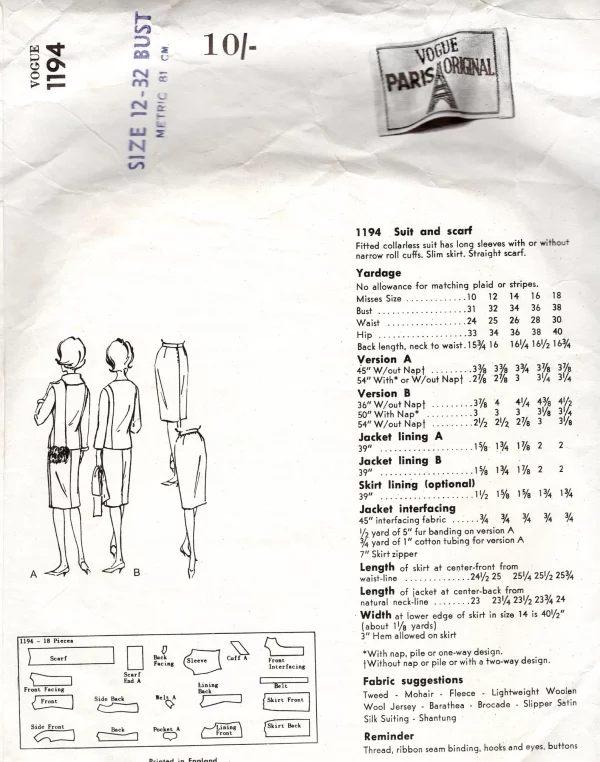 VOGUE
1194
SIZE 12-32 BUST
METRIC 81 CM.
10/-
VOGUE
PARIS ORIGINAL
1194 Suit and scarf
Fitted collarless suit has long sleeves with or without
narrow roll cuffs. Slim skirt. Straight scarf.
Yardage
No allowance for matching plaid or stripes.
Misses Size ............10 12 14 16 18
Bust ....................31 32 34 36 38
Waist ..................24 25 26 28 30
Hip .....................33 34 36 38 40
Back length, neck to waist.15¾ 16 16¼ 16½ 16¾
Version A
45" W/out Nap† .........3⅜ 3⅜ 3¾ 3⅞ 3⅞
54" With* or W/out Nap† .2⅞ 2⅞ 3 3¼ 3¼
Version B
36" W/out Nap† .........3⅞ 4 4¼ 4⅜ 4½
50" With Nap* ..........3 3 3 3⅛ 3¼
54" W/out Nap† .........2½ 2½ 2⅞ 3 3⅛
Jacket lining A
39" .....................1⅝ 1¾ 1⅞ 2 2
Jacket lining B
39" .....................1⅝ 1¾ 1⅞ 2 2
Skirt lining (optional)
39" .....................1½ 1⅝ 1⅝ 1¾ 1¾
Jacket interfacing
45" interfacing fabric ......¾ ¾ ¾ ¾ ¾
½ yard of 5" fur banding on version A
¾ yard of 1" cotton tubing for version A
7" Skirt zipper
Length of skirt at center-front from
waist-line ..............24½ 25 25¼ 25½ 25¾
Length of jacket at center-back from
natural neck-line ........23 23¼ 23½ 23¾ 24
Width at lower edge of skirt in size 14 is 40½"
(about 1⅛ yards)
3" Hem allowed on skirt
*With nap, pile or one-way design.
†Without nap or pile or with a two-way design.
Fabric suggestions
Tweed - Mohair - Fleece - Lightweight Woolen
Wool Jersey - Barathea - Brocade - Slipper Satin
Silk Suiting - Shantung
Reminder
Thread, ribbon seam binding, hooks and eyes, buttons
A
B
1194 - 18 Pieces
Scarf
Scarf
End A
Back
Facing
Sleeve
Cuff A
Front
Interfacing
Front Facing
Front
Side Back
Welt A
Lining
Back
Belt
Skirt Front
Side Front
Back
Pocket A
Lining
Front
Skirt Back
Printed in England